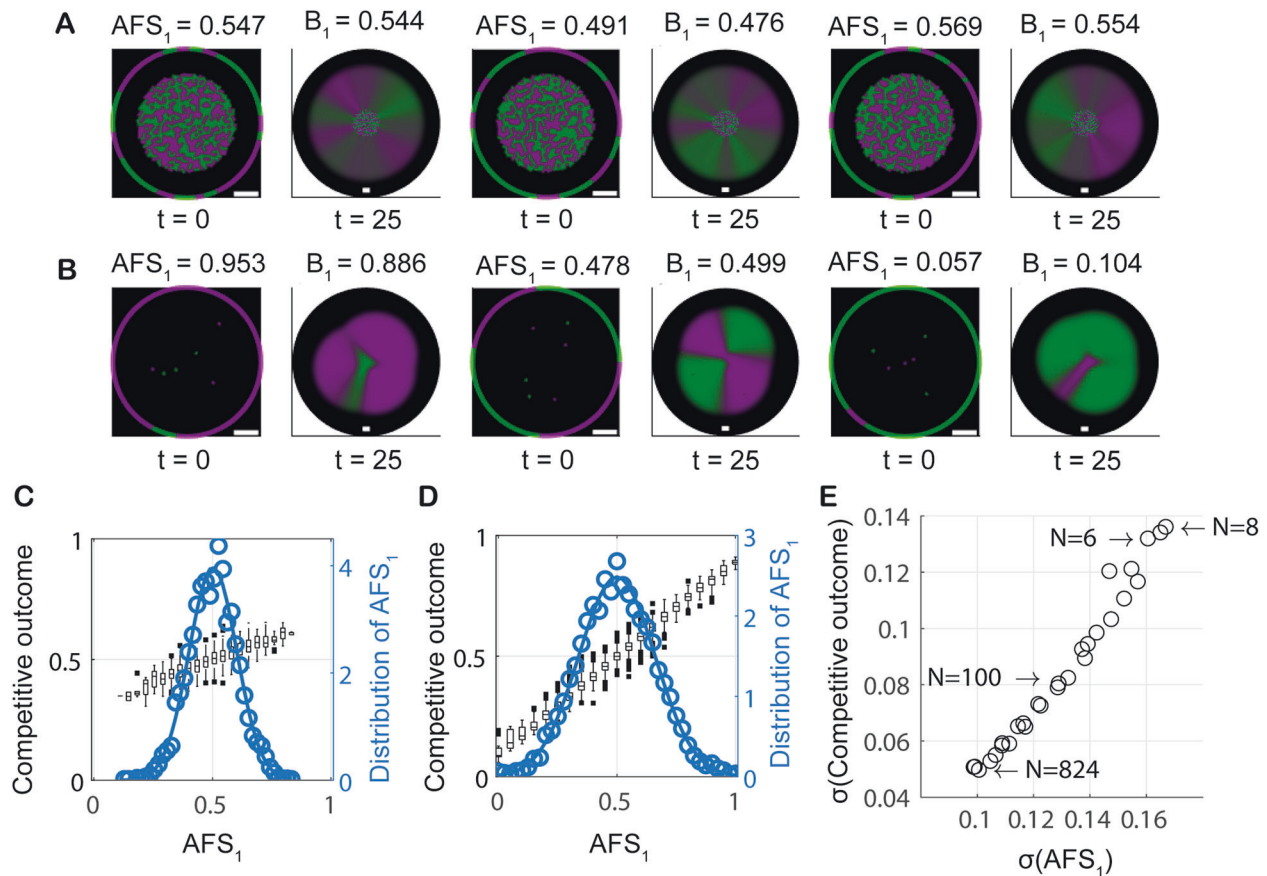 A
AFS1 = 0.547 B1 = 0.544 AFS1 = 0.491 B1 = 0.476 AFS1 = 0.569 B1 = 0.554
t = 0 t = 25 t = 0 t = 25 t = 0 t = 25
B
AFS1 = 0.953 B1 = 0.886 AFS1 = 0.478 B1 = 0.499 AFS1 = 0.057 B1 = 0.104
t = 0 t = 25 t = 0 t = 25 t = 0 t = 25
C
Competitive outcome
1
0.5
0
0 0.5 1
AFS1
4
2
0
Distribution of AFS1
D
Competitive outcome
1
0.5
0
0 0.5 1
AFS1
3
2
1
0
Distribution of AFS1
E
σ(Competitive outcome)
0.14
0.12
0.1
0.08
0.06
0.04
N=6 → ← N=8
N=100 →
← N=824
0.1 0.12 0.14 0.16
σ(AFS1)